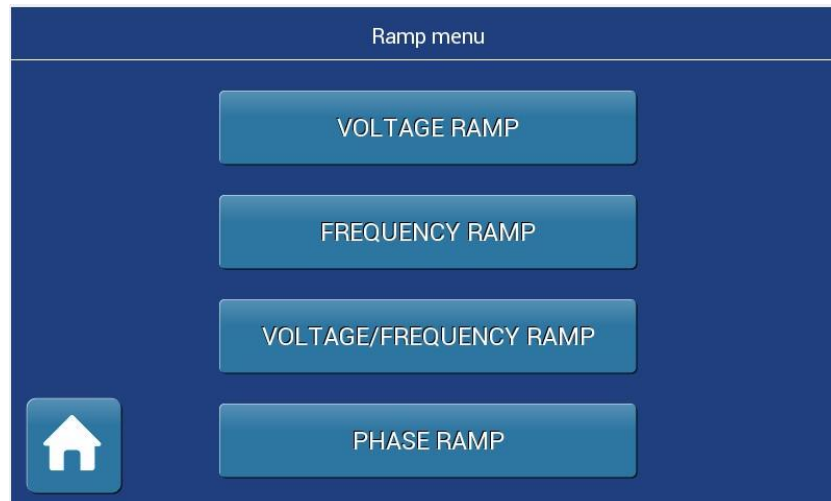 Ramp menu
VOLTAGE RAMP
FREQUENCY RAMP
VOLTAGE/FREQUENCY RAMP
PHASE RAMP